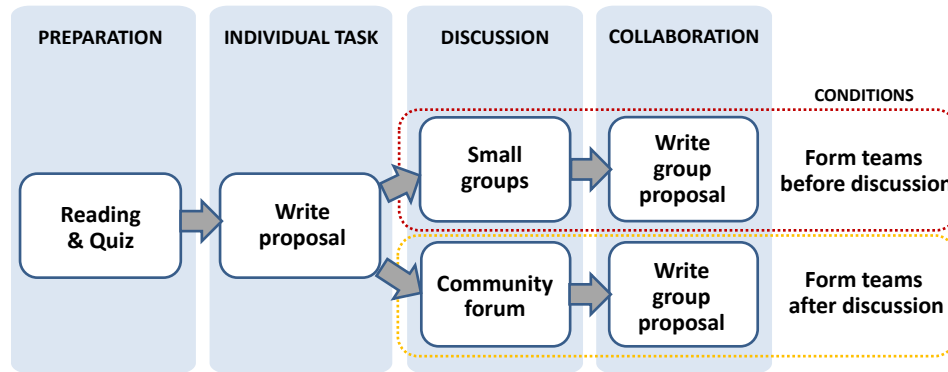 PREPARATION
INDIVIDUAL TASK
DISCUSSION
COLLABORATION
CONDITIONS
Reading
& Quiz
Write
proposal
Small
groups
Write
group
proposal
Form teams
before discussion
Community
forum
Write
group
proposal
Form teams
after discussion